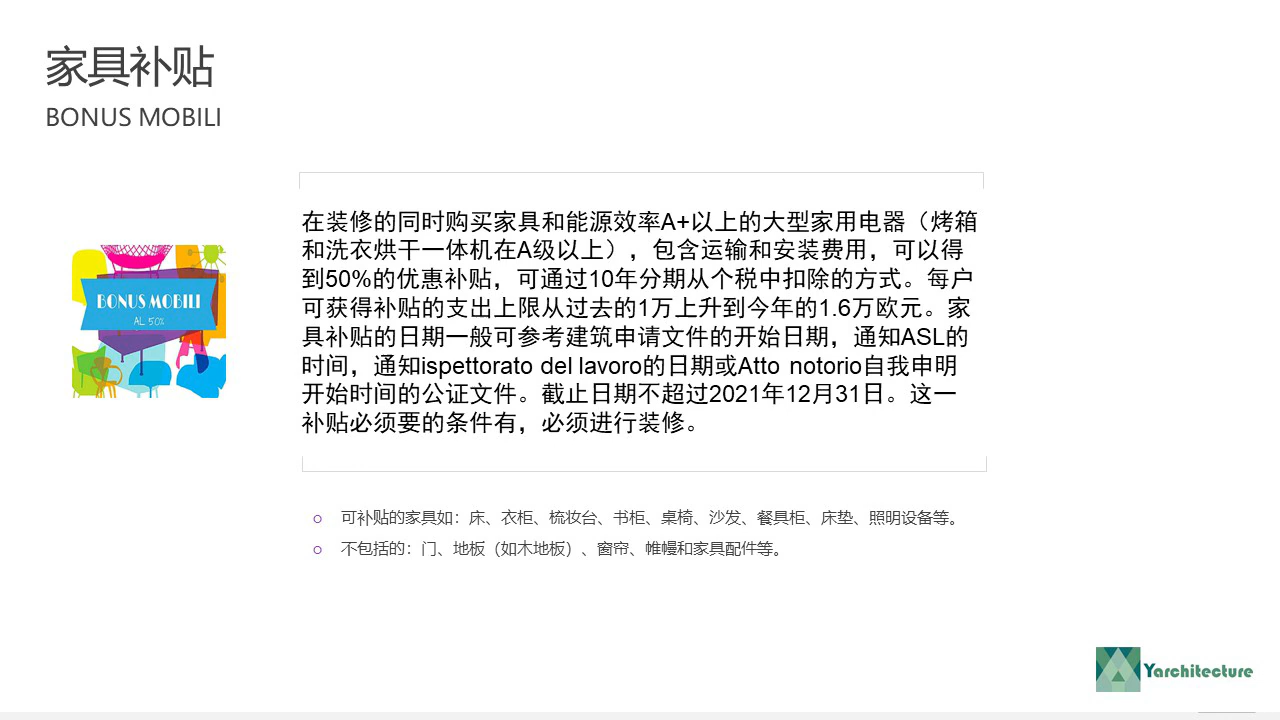 家具补贴
BONUS MOBILI
在装修的同时购买家具和能源效率A+以上的大型家用电器（烤箱
和洗衣烘干一体机在A级以上），包含运输和安装费用，可以得
到50%的优惠补贴，可通过10年分期从个税中扣除的方式。每户
可获得补贴的支出上限从过去的1万上升到今年的1.6万欧元。家
具补贴的日期一般可参考建筑申请文件的开始日期，通知ASL的
时间，通知ispettorato del lavoro的日期或Atto notorio自我申明
开始时间的公证文件。截止日期不超过2021年12月31日。这一
补贴必须要的条件有，必须进行装修。
BONUS MOBILI
AL 50%
o 可补贴的家具如：床、衣柜、梳妆台、书柜、桌椅、沙发、餐具柜、床垫、照明设备等。
o 不包括的：门、地板（如木地板）、窗帘、帷幔和家具配件等。
Yarchitecture